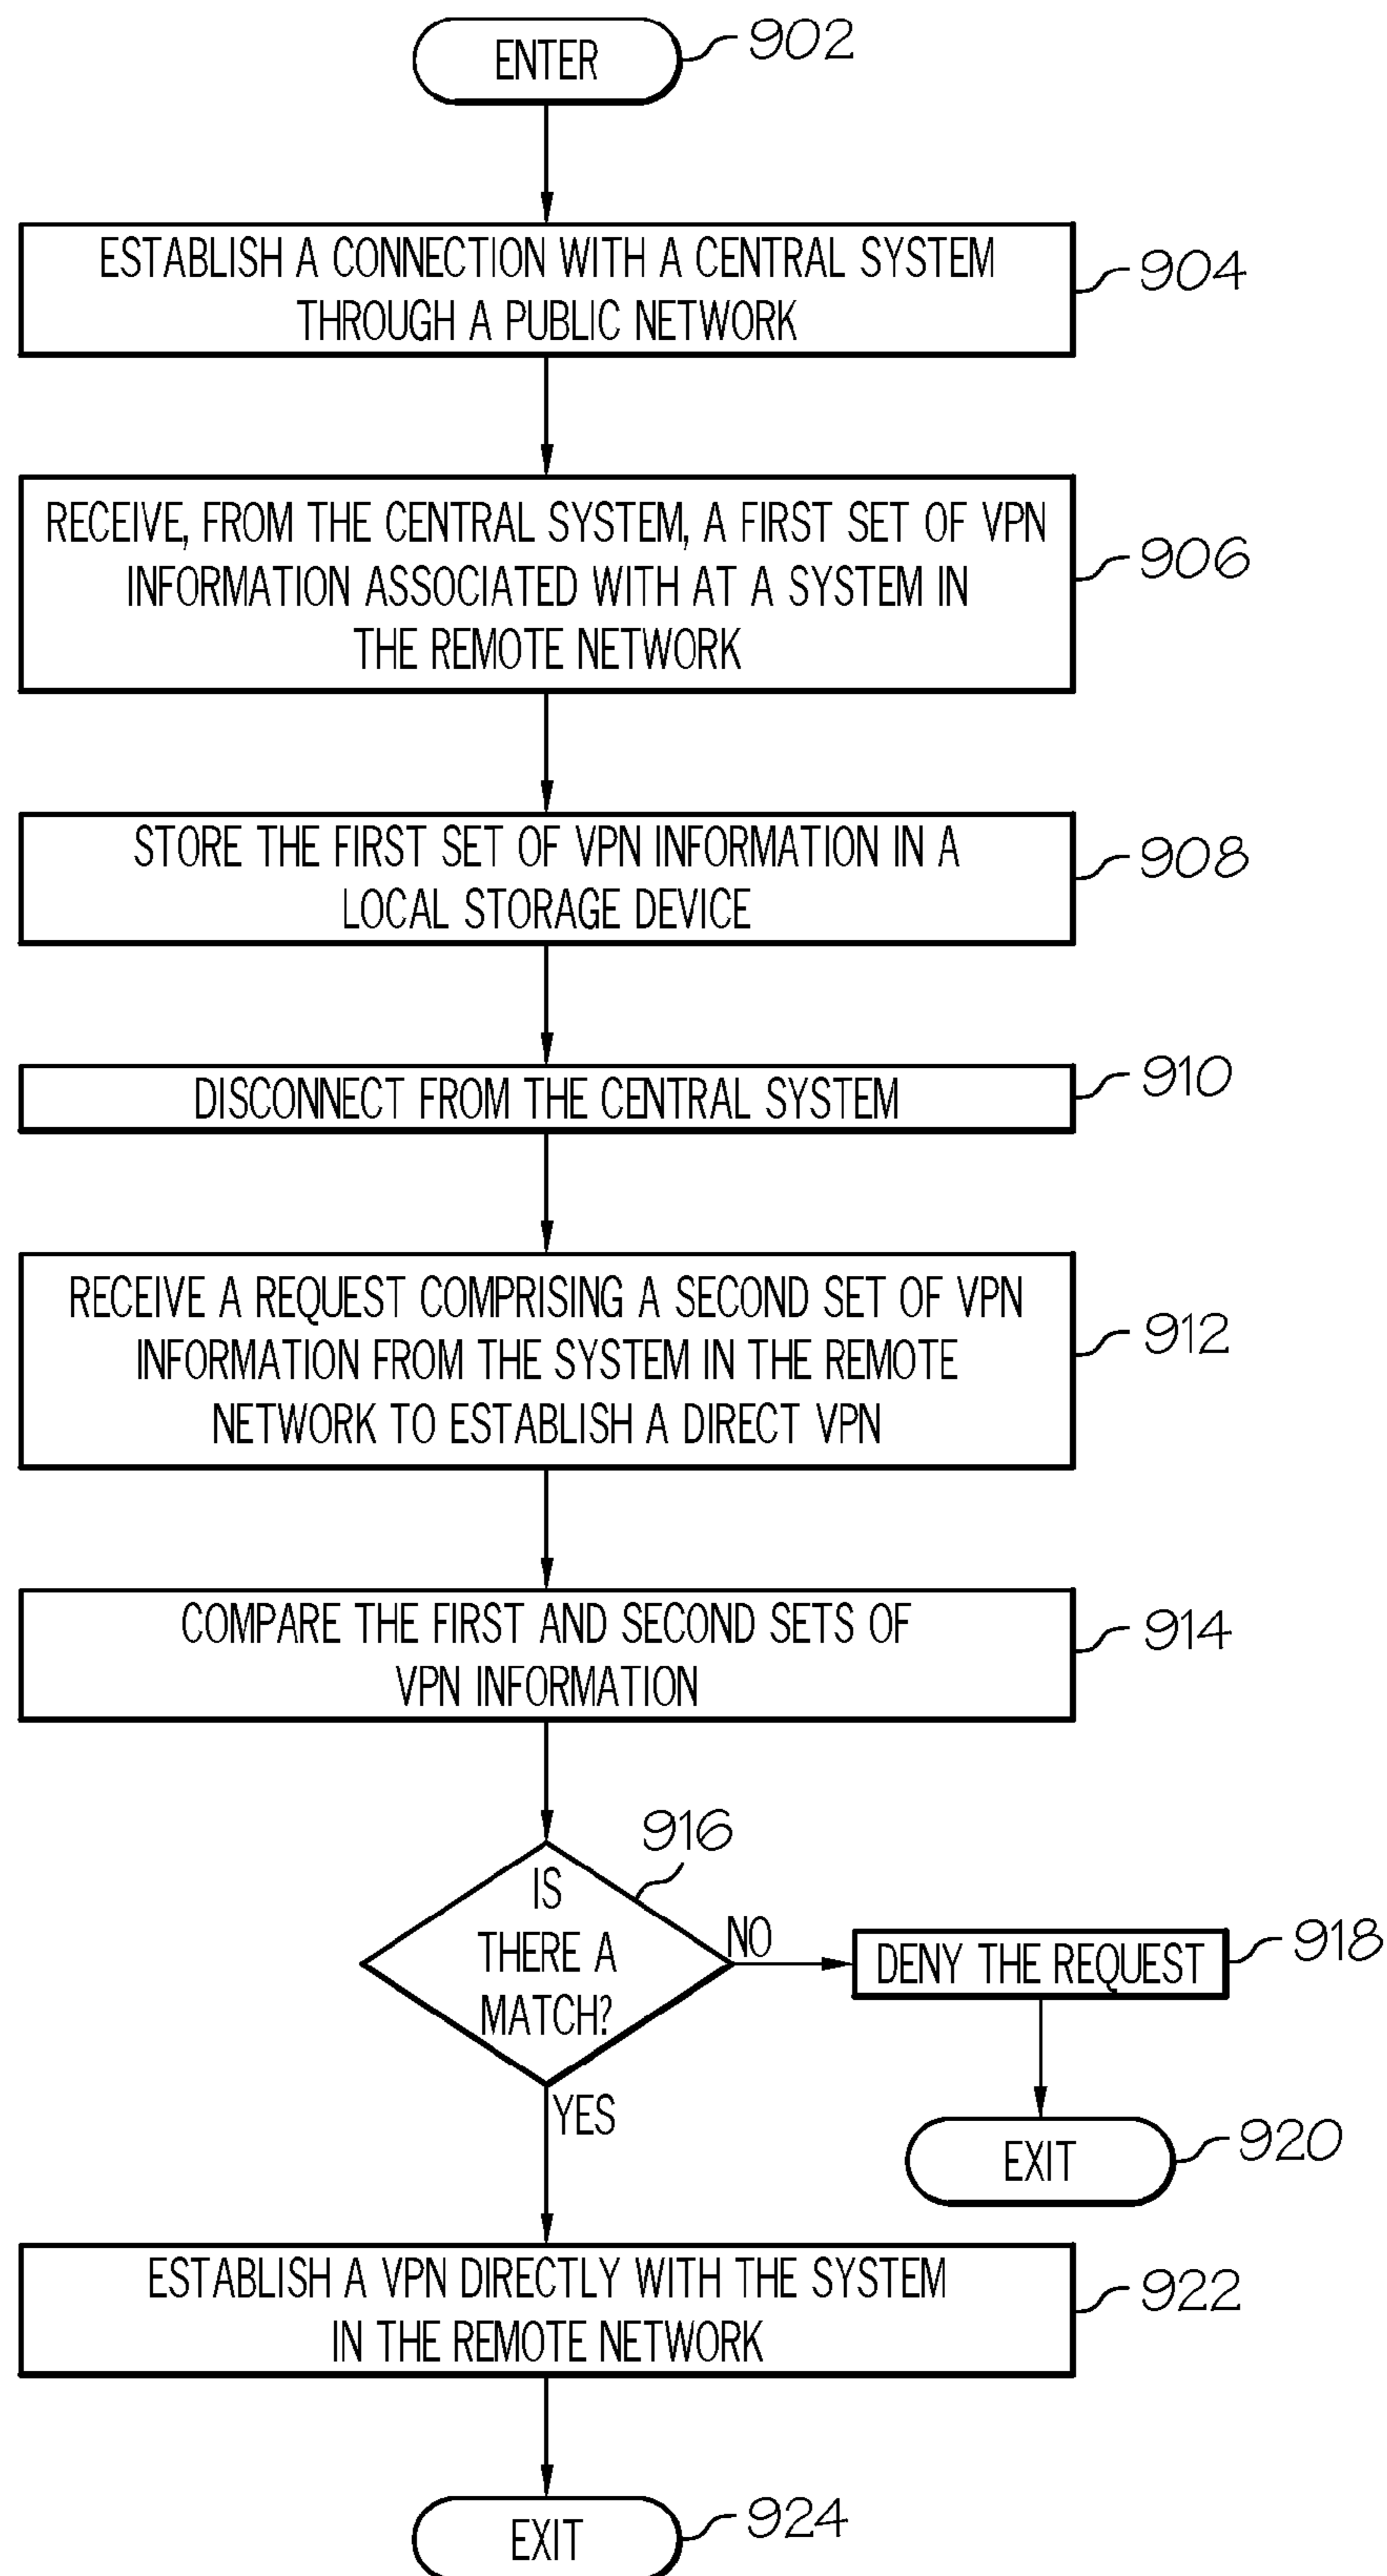 ENTER
902
ESTABLISH A CONNECTION WITH A CENTRAL SYSTEM
THROUGH A PUBLIC NETWORK
904
RECEIVE, FROM THE CENTRAL SYSTEM, A FIRST SET OF VPN
INFORMATION ASSOCIATED WITH AT A SYSTEM IN
THE REMOTE NETWORK
906
STORE THE FIRST SET OF VPN INFORMATION IN A
LOCAL STORAGE DEVICE
908
DISCONNECT FROM THE CENTRAL SYSTEM
910
RECEIVE A REQUEST COMPRISING A SECOND SET OF VPN
INFORMATION FROM THE SYSTEM IN THE REMOTE
NETWORK TO ESTABLISH A DIRECT VPN
912
COMPARE THE FIRST AND SECOND SETS OF
VPN INFORMATION
914
916
IS
THERE A
MATCH?
NO
DENY THE REQUEST
918
YES
EXIT
920
ESTABLISH A VPN DIRECTLY WITH THE SYSTEM
IN THE REMOTE NETWORK
922
EXIT
924